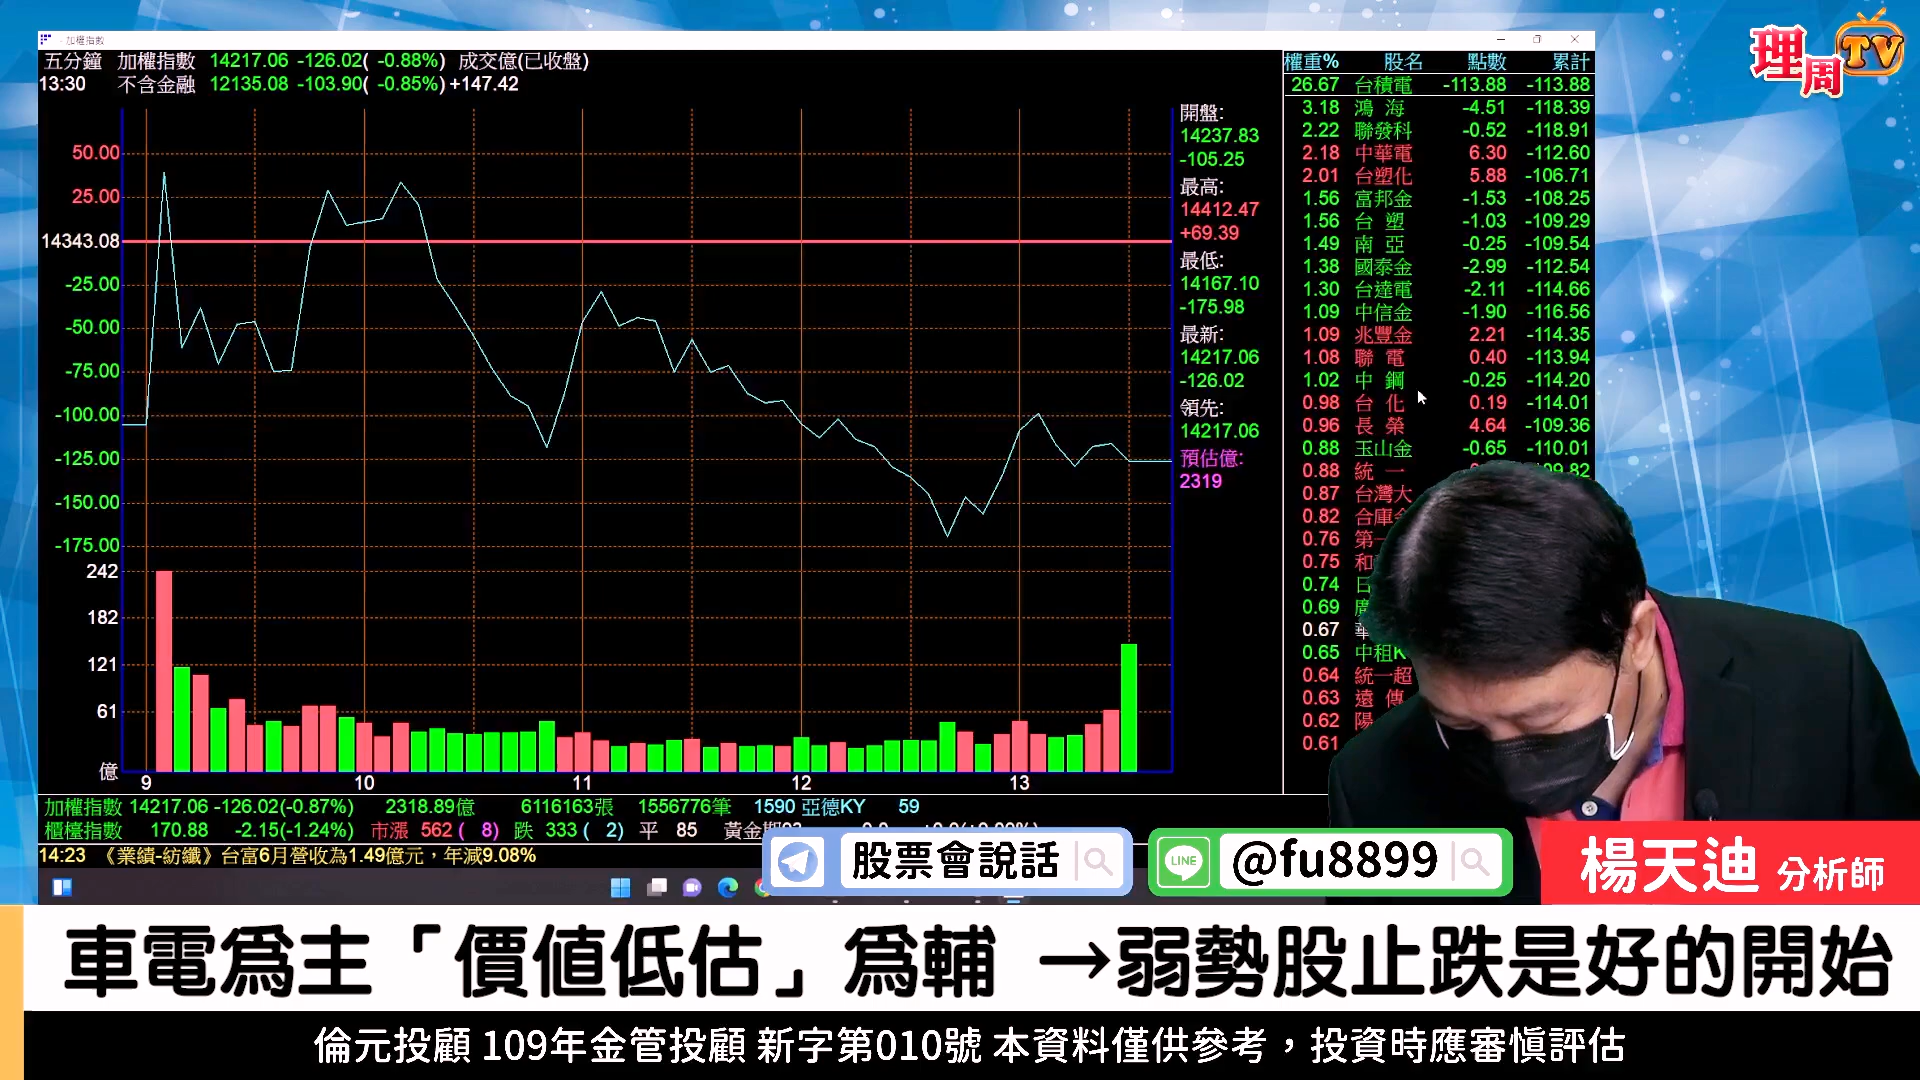 加權指數
五分鐘 加權指數 14217.06 -126.02( -0.88%) 成交億(已收盤)
13:30 不含金融 12135.08 -103.90( -0.85%) +147.42
50.00
25.00
14343.08
-25.00
-50.00
-75.00
-100.00
-125.00
-150.00
-175.00
242
182
121
61
億
9 10 11 12 13
開盤:
14237.83
-105.25
最高:
14412.47
+69.39
最低:
14167.10
-175.98
最新:
14217.06
-126.02
領先:
14217.06
預估億:
2319
權重% 股名 點數 累計
26.67 台積電 -113.88 -113.88
3.18 鴻海 -4.51 -118.39
2.22 聯發科 -0.52 -118.91
2.18 中華電 6.30 -112.60
2.01 台塑化 5.88 -106.71
1.56 富邦金 -1.53 -108.25
1.56 台塑 -1.03 -109.29
1.49 南亞 -0.25 -109.54
1.38 國泰金 -2.99 -112.54
1.30 台達電 -2.11 -114.66
1.09 中信金 -1.90 -116.56
1.09 兆豐金 2.21 -114.35
1.08 聯電 0.40 -113.94
1.02 中鋼 -0.25 -114.20
0.98 台化 0.19 -114.01
0.96 長榮 4.64 -109.36
0.88 玉山金 -0.65 -110.01
0.88 統一
0.87 台灣大
0.82 合庫金
0.76 第
0.75 和
0.74 日
0.69
0.67
0.65 中租K
0.64 統一超
0.63 遠傳
0.62 陽
0.61
加權指數 14217.06 -126.02(-0.87%) 2318.89億 6116163張 1556776筆 1590 亞德KY 59
櫃檯指數 170.88 -2.15(-1.24%) 市漲 562( 8) 跌 333( 2) 平 85
14:23 《業績-紡纖》台富6月營收為1.49億元，年減9.08%
理周TV
股票會說話
LINE @fu8899
楊天迪 分析師
車電為主「價值低估」為輔 →弱勢股止跌是好的開始
倫元投顧 109年金管投顧 新字第010號 本資料僅供參考，投資時應審慎評估